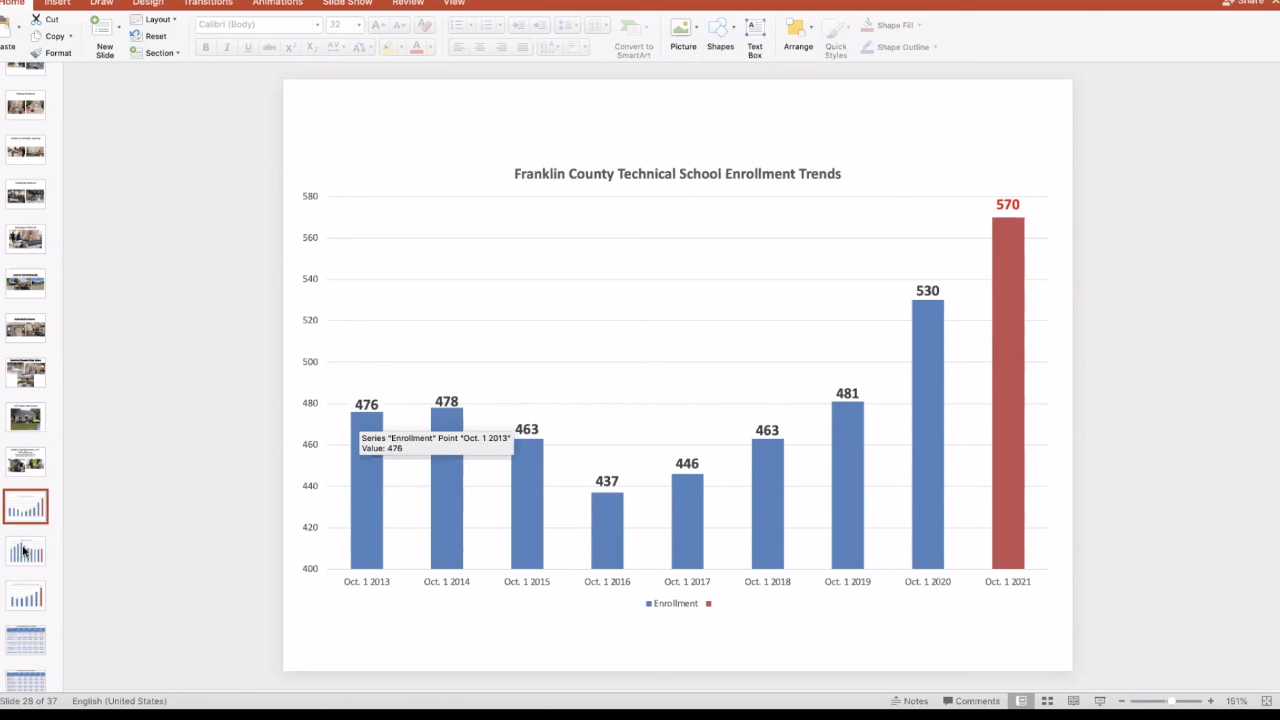 Home Insert Draw Design Transitions Animations Slide Show Review View Share
Cut Layout Calibri (Body) 32 Shape Fill
Paste Copy Reset
Format New Slide Section B I U abc Convert to SmartArt Picture Shapes Text Box Arrange Quick Styles Shape Outline
Franklin County Technical School Enrollment Trends
580
570
560
540
530
520
500
480
476 478 463 437 446 463 481
Series "Enrollment" Point "Oct. 1 2013"
Value: 476
460
440
420
400
Oct. 1 2013 Oct. 1 2014 Oct. 1 2015 Oct. 1 2016 Oct. 1 2017 Oct. 1 2018 Oct. 1 2019 Oct. 1 2020 Oct. 1 2021
Enrollment
Slide 28 of 37 English (United States) Notes Comments 151%